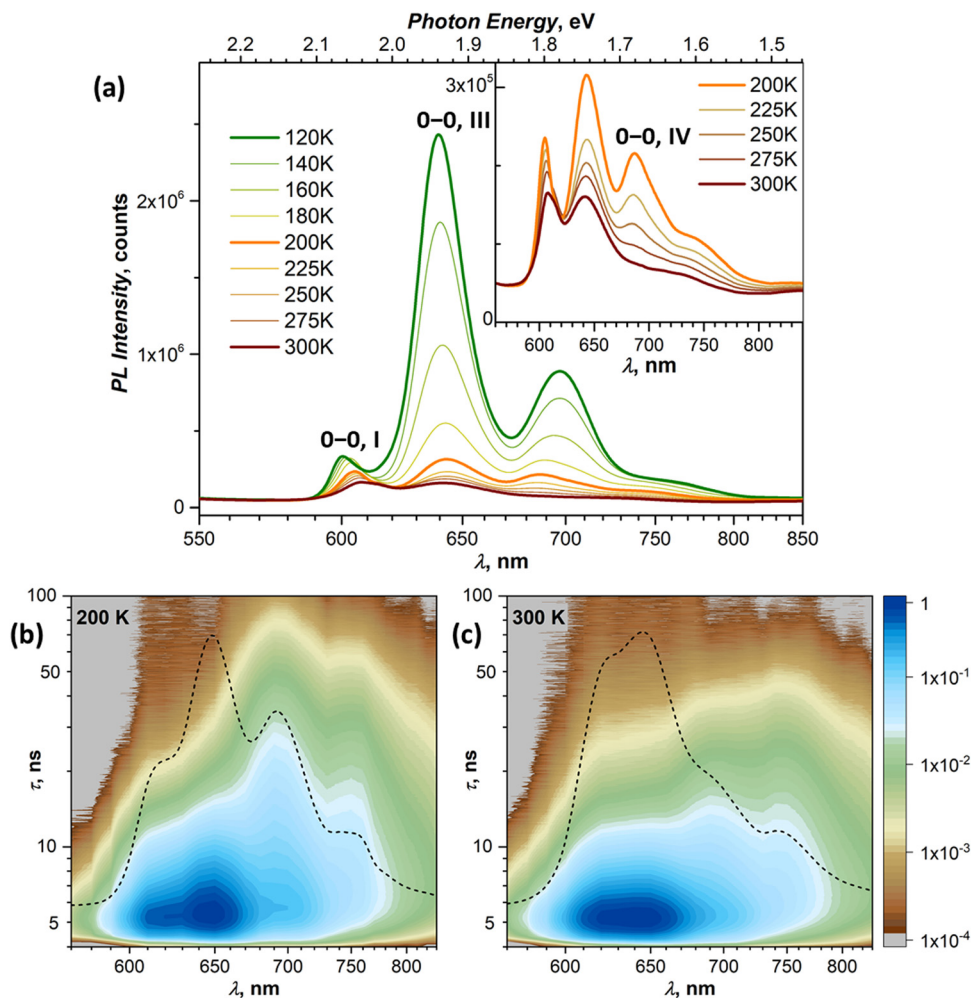 Photon Energy, eV
2.2 2.1 2.0 1.9 1.8 1.7 1.6 1.5
(a)
PL Intensity, counts
2x10⁶
1x10⁶
0
120K
140K
160K
180K
200K
225K
250K
275K
300K
0–0, I
0–0, III
3x10⁵
0
0–0, IV
200K
225K
250K
275K
300K
600 650 700 750 800
λ, nm
550 600 650 700 750 800 850
λ, nm
(b) 200 K
τ, ns
100
50
10
5
600 650 700 750 800
λ, nm
(c) 300 K
100
50
10
5
600 650 700 750 800
λ, nm
1
1x10⁻¹
1x10⁻²
1x10⁻³
1x10⁻⁴